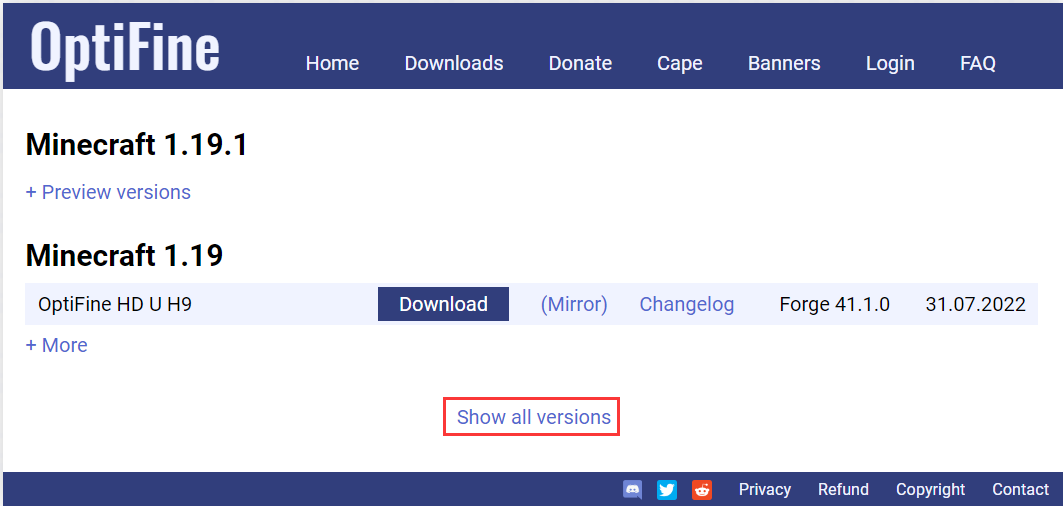 OptiFine
Home Downloads Donate Cape Banners Login FAQ
Minecraft 1.19.1
+ Preview versions
Minecraft 1.19
OptiFine HD U H9 Download (Mirror) Changelog Forge 41.1.0 31.07.2022
+ More
Show all versions
Privacy Refund Copyright Contact